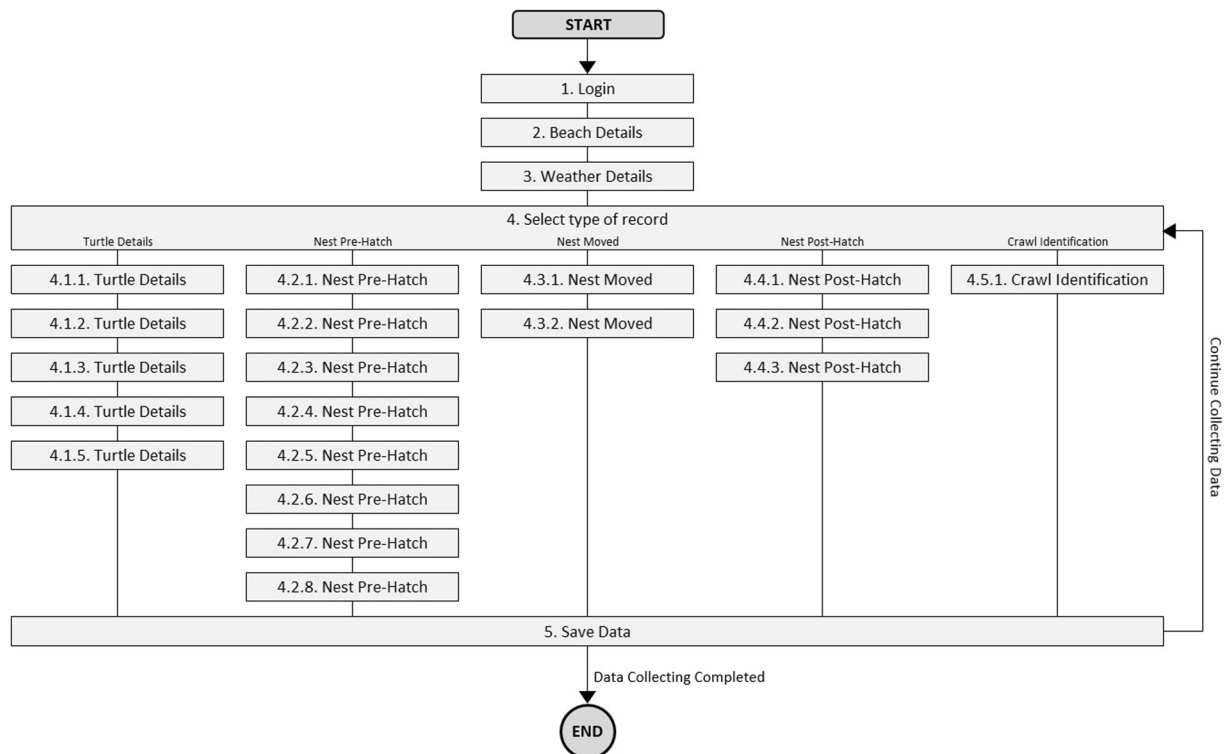 START
1. Login
2. Beach Details
3. Weather Details
4. Select type of record
Turtle Details
Nest Pre-Hatch
Nest Moved
Nest Post-Hatch
Crawl Identification
4.1.1. Turtle Details
4.1.2. Turtle Details
4.1.3. Turtle Details
4.1.4. Turtle Details
4.1.5. Turtle Details
4.2.1. Nest Pre-Hatch
4.2.2. Nest Pre-Hatch
4.2.3. Nest Pre-Hatch
4.2.4. Nest Pre-Hatch
4.2.5. Nest Pre-Hatch
4.2.6. Nest Pre-Hatch
4.2.7. Nest Pre-Hatch
4.2.8. Nest Pre-Hatch
4.3.1. Nest Moved
4.3.2. Nest Moved
4.4.1. Nest Post-Hatch
4.4.2. Nest Post-Hatch
4.4.3. Nest Post-Hatch
4.5.1. Crawl Identification
Continue Collecting Data
5. Save Data
Data Collecting Completed
END